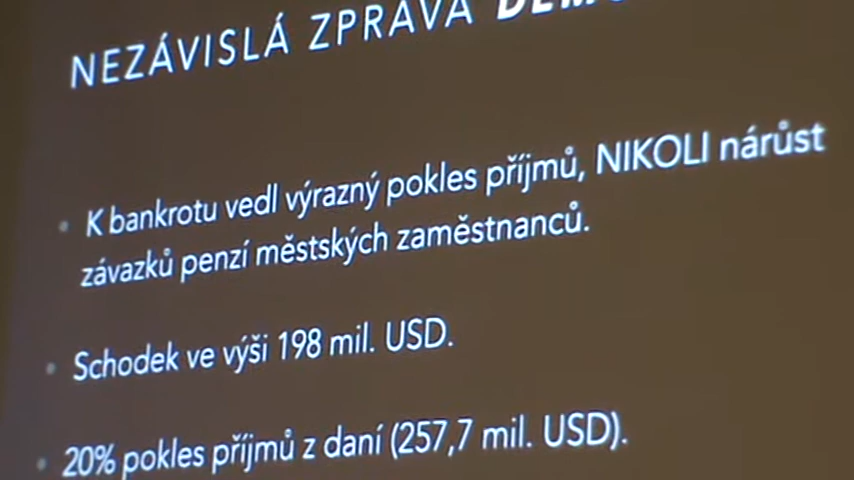 NEZÁVISLÁ ZPRÁVA
• K bankrotu vedl výrazný pokles příjmů, NIKOLI nárůst
závazků penzí městských zaměstnanců.
• Schodek ve výši 198 mil. USD.
• 20% pokles příjmů z daní (257,7 mil. USD).